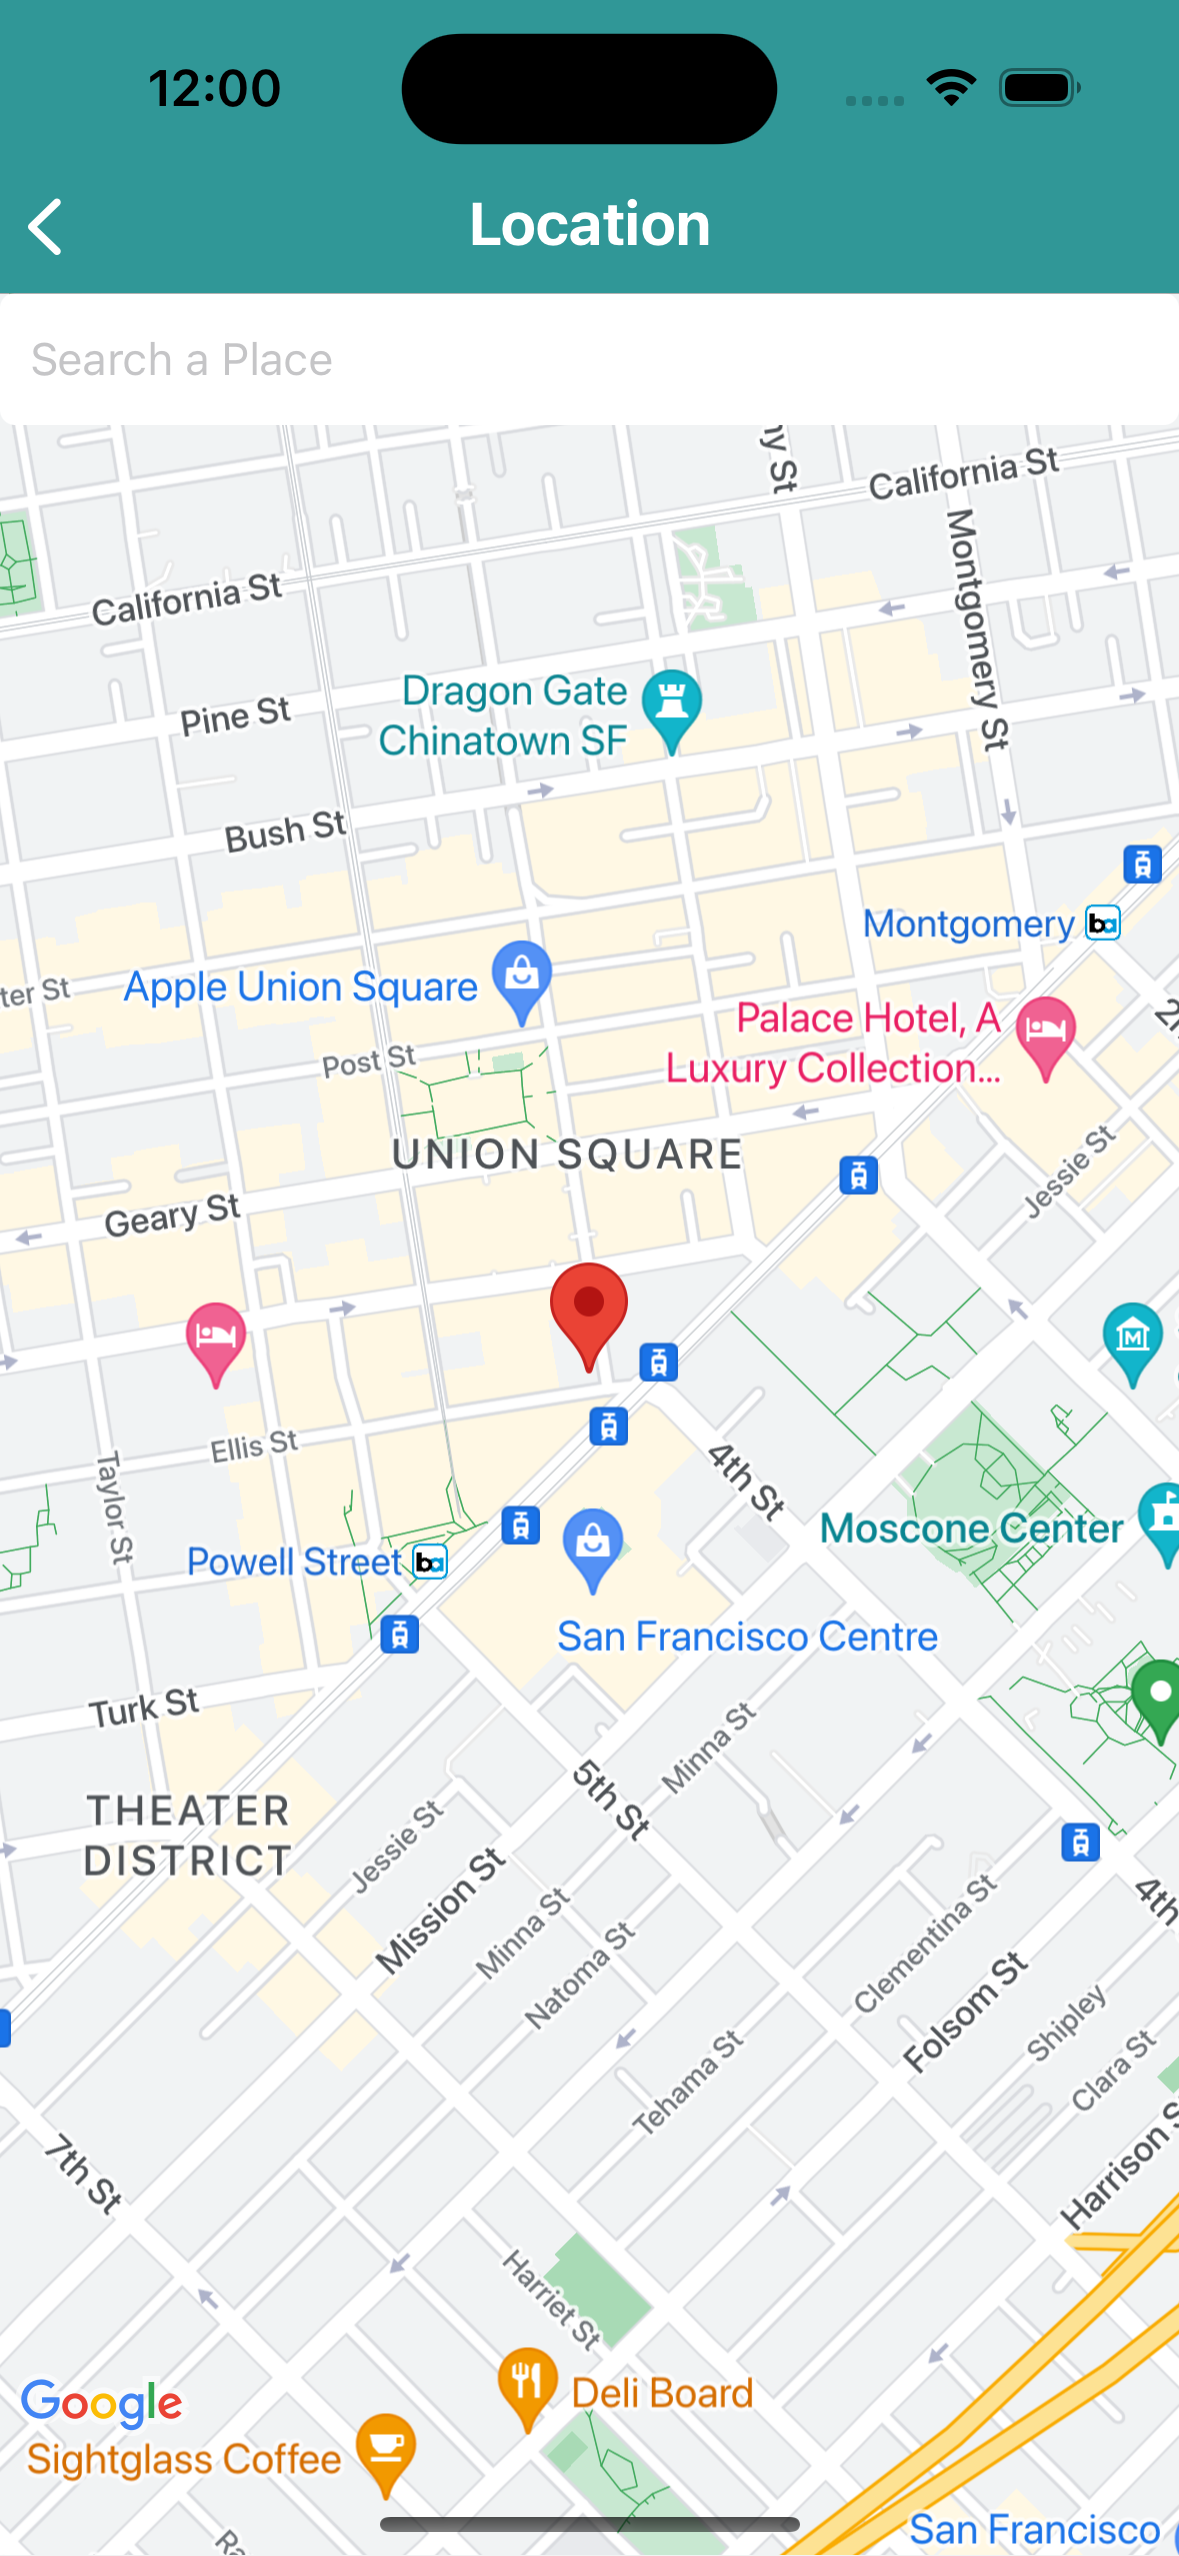 12:00
Location
Search a Place
ny St
California St
Montgomery St
California St
Dragon Gate
Chinatown SF
Pine St
Bush St
Montgomery
ba
Apple Union Square
ter St
Palace Hotel, A
Luxury Collection...
Post St
UNION SQUARE
Jessie St
Geary St
M
Ellis St
Taylor St
4th St
Moscone Center
Powell Street
ba
San Francisco Centre
Turk St
Minna St
5th St
THEATER
DISTRICT
Jessie St
Mission St
Minna St
Natoma St
Clementina St
4th
Folsom St
Shipley
Clara St
Tehama St
Harrison S
7th St
Harriet St
Deli Board
Google
Sightglass Coffee
San Francisco